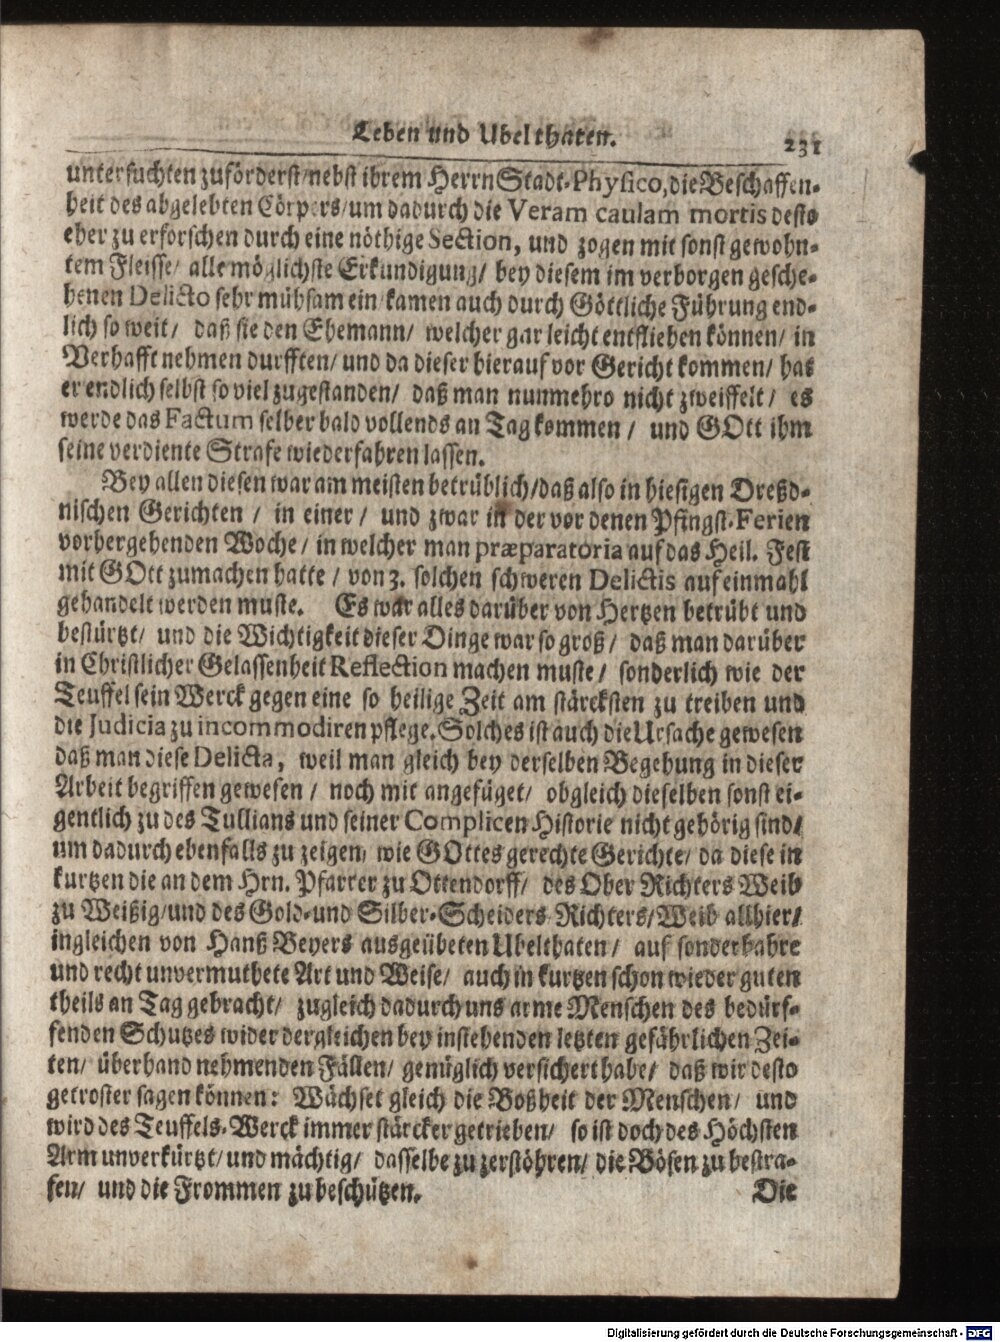 Leben und Ubelthaten. 231
untersuchten zuförderst/nebst ihrem Herrn Stadt-Physico, die Beschaffen-
heit des abgelebten Cörpers/um dadurch die Veram causam mortis desto
eher zu erforschen durch eine nöthige Section, und zogen mit sonst gewohn-
tem Fleisse/ alle möglichste Erkundigung/ bey diesem im verborgen gesche-
henen Delicto sehr mühsam ein/kamen auch durch Göttliche Führung end-
lich so weit/ daß sie den Ehemann/ welcher gar leicht entfliehen können/ in
Verhafft nehmen durfften/ und da dieser hierauf vor Gericht kommen/ hat
er endlich selbst so viel zugestanden/ daß man nunmehro nicht zweiffelt/ es
werde das Factum selber bald vollends an Tag kommen/ und GOtt ihm
seine verdiente Strafe wiederfahren lassen.
Bey allen diesen war am meisten betrüblich/daß also in hiesigen Dreßd-
nischen Gerichten/ in einer/ und zwar in der vor denen Pfingst-Ferien
vorhergehenden Woche/ in welcher man præparatoria auf das Heil. Fest
mit GOtt zumachen hatte/ von 3. solchen schweren Delictis auf einmahl
gehandelt werden muste. Es war alles darüber von Hertzen betrübt und
bestürtzt/ und die Wichtigkeit dieser Dinge war so groß/ daß man darüber
in Christlicher Gelassenheit Reflection machen muste/ sonderlich wie der
Teuffel sein Werck gegen eine so heilige Zeit am stärcksten zu treiben und
die Judicia zu incommodiren pflege. Solches ist auch die Ursache gewesen
daß man diese Delicta, weil man gleich bey derselben Begehung in dieser
Arbeit begriffen gewesen/ noch mit angefüget/ obgleich dieselben sonst ei-
gentlich zu des Tullians und seiner Complicen Historie nicht gehörig sind/
um dadurch ebenfalls zu zeigen/ wie GOttes gerechte Gerichte/ da diese in
kurtzen die an dem Hrn. Pfarrer zu Ottendorff/ des Ober Richters Weib
zu Weißig/und des Gold-und Silber-Scheiders Richters/Weib allhier/
ingleichen von Hanß Beyers ausgeübeten Ubelthaten/ auf sonderbahre
und recht unvermuthete Art und Weise/ auch in kurtzen schon wieder guten
theils an Tag gebracht/ zugleich dadurch uns arme Menschen des bedürf-
fenden Schutzes wider dergleichen bey instehenden letzten gefährlichen Zei-
ten/ überhand nehmenden Fällen/ genüglich versichert habe/ daß wir desto
getroster sagen können: Wächset gleich die Boßheit der Menschen/ und
wird des Teuffels-Werck immer stärcker getrieben/ so ist doch des Höchsten
Arm unverkürtzt/und mächtig/ dasselbe zu zerstöhren/ die Bösen zu bestra-
fen/ und die Frommen zu beschützen.
Die
Digitalisierung gefördert durch die Deutsche Forschungsgemeinschaft - DFG